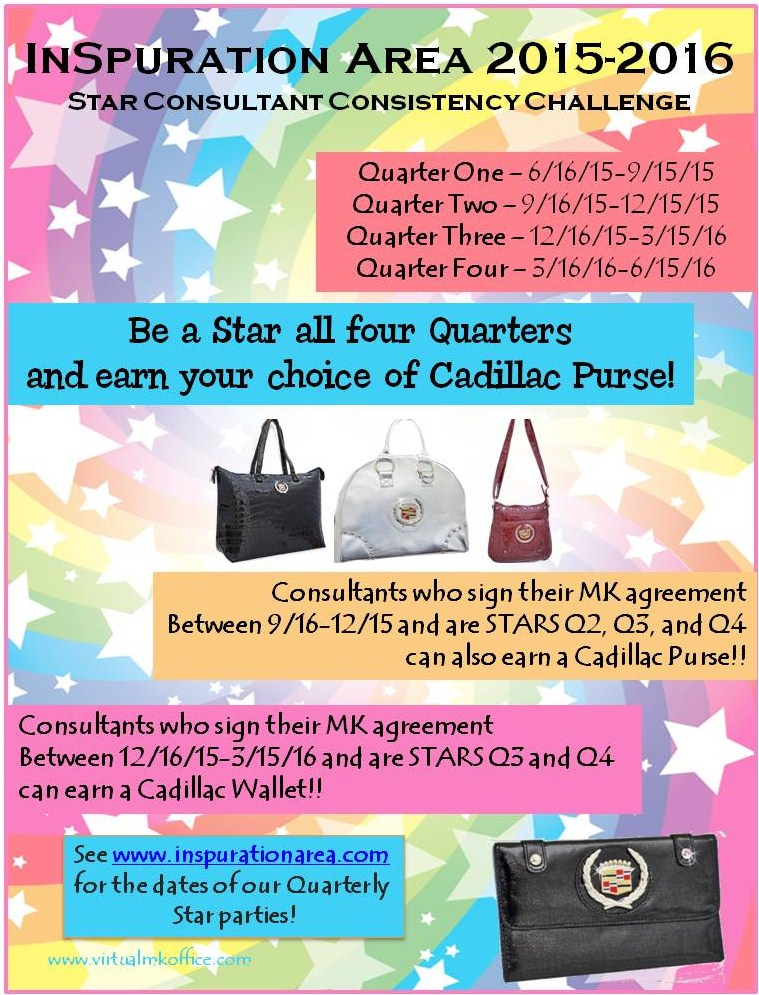 InSpuration Area 2015-2016
Star Consultant Consistency Challenge
Quarter One – 6/16/15-9/15/15
Quarter Two – 9/16/15-12/15/15
Quarter Three – 12/16/15-3/15/16
Quarter Four – 3/16/16-6/15/16
Be a Star all four Quarters
and earn your choice of Cadillac Purse!
Consultants who sign their MK agreement
Between 9/16-12/15 and are STARS Q2, Q3, and Q4
can also earn a Cadillac Purse!!
Consultants who sign their MK agreement
Between 12/16/15-3/15/16 and are STARS Q3 and Q4
can earn a Cadillac Wallet!!
See www.inspurationarea.com
for the dates of our Quarterly
Star parties!
www.virtualmkoffice.com